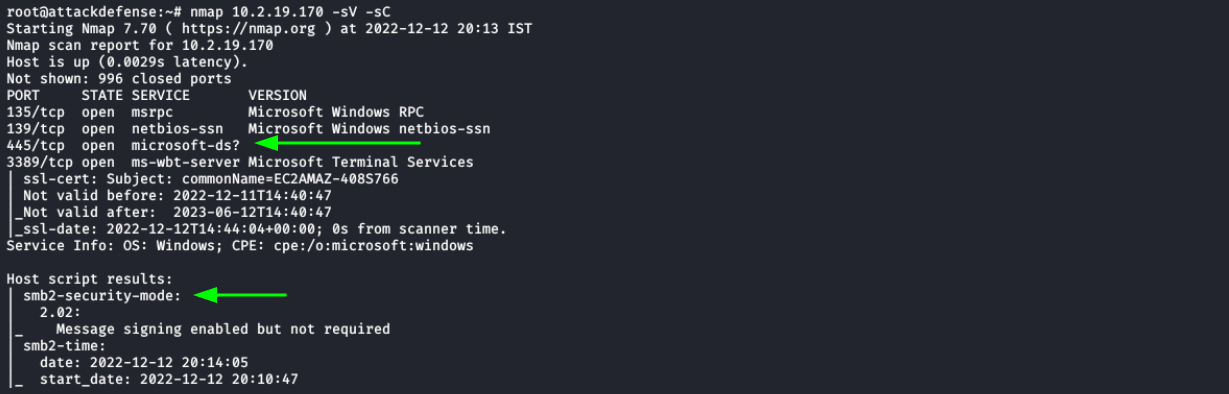 root@attackdefense:~# nmap 10.2.19.170 -sV -sC
Starting Nmap 7.70 ( https://nmap.org ) at 2022-12-12 20:13 IST
Nmap scan report for 10.2.19.170
Host is up (0.0029s latency).
Not shown: 996 closed ports
PORT     STATE SERVICE       VERSION
135/tcp  open  msrpc         Microsoft Windows RPC
139/tcp  open  netbios-ssn   Microsoft Windows netbios-ssn
445/tcp  open  microsoft-ds?
3389/tcp open  ms-wbt-server Microsoft Terminal Services
| ssl-cert: Subject: commonName=EC2AMAZ-408S766
| Not valid before: 2022-12-11T14:40:47
|_Not valid after:  2023-06-12T14:40:47
|_ssl-date: 2022-12-12T14:44:04+00:00; 0s from scanner time.
Service Info: OS: Windows; CPE: cpe:/o:microsoft:windows

Host script results:
| smb2-security-mode:
|   2.02:
|_    Message signing enabled but not required
| smb2-time:
|   date: 2022-12-12 20:14:05
|_  start_date: 2022-12-12 20:10:47